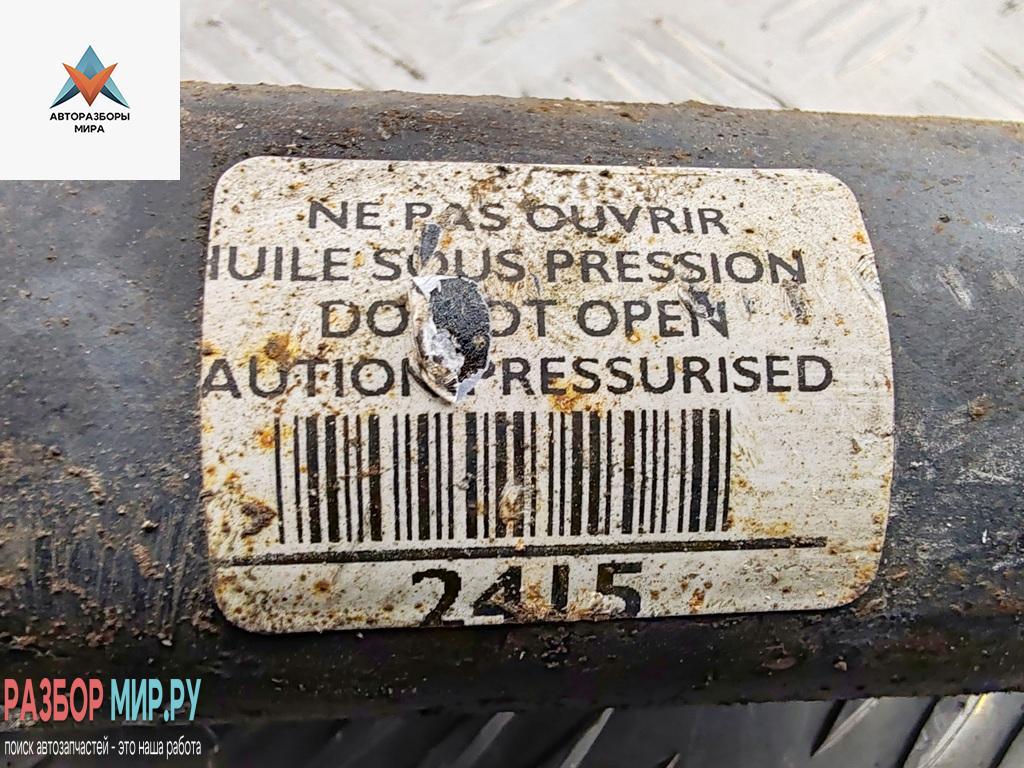 АВТОРАЗБОРЫ
МИРА
NE PAS OUVRIR
HUILE SOUS PRESSION
DO NOT OPEN
AUTION PRESSURISED
2415
РАЗБОР МИР.РУ
поиск автозапчастей - это наша работа